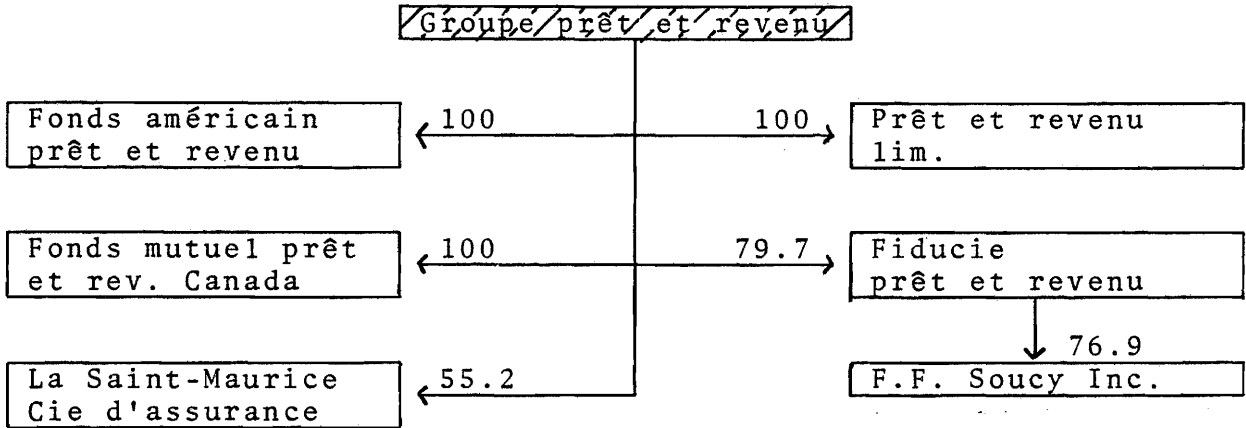 Groupe prêt et revenu
Fonds américain
prêt et revenu
100
100
Prêt et revenu
lim.
Fonds mutuel prêt
et rev. Canada
100
79.7
Fiducie
prêt et revenu
76.9
La Saint-Maurice
Cie d'assurance
55.2
F.F. Soucy Inc.